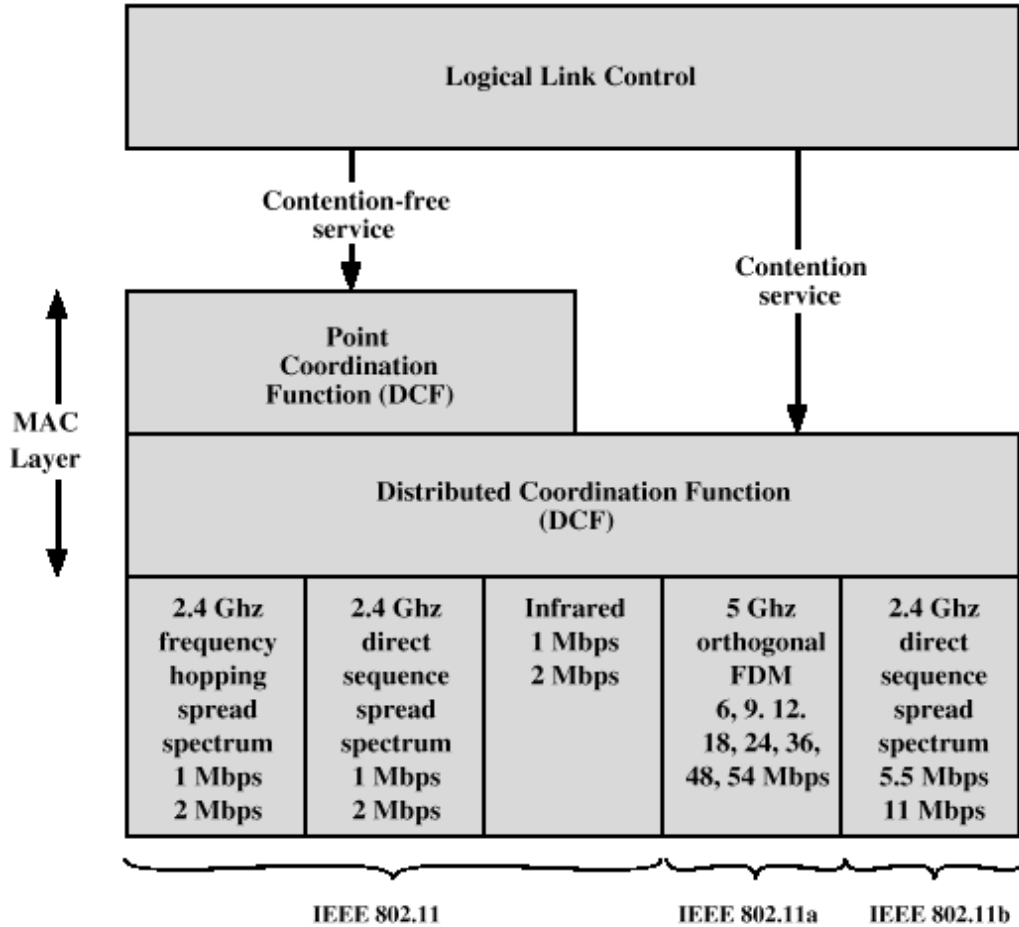 Logical Link Control
Contention-free
service
Contention
service
Point
Coordination
Function (DCF)
MAC
Layer
Distributed Coordination Function
(DCF)
2.4 Ghz
frequency
hopping
spread
spectrum
1 Mbps
2 Mbps
2.4 Ghz
direct
sequence
spread
spectrum
1 Mbps
2 Mbps
Infrared
1 Mbps
2 Mbps
5 Ghz
orthogonal
FDM
6, 9. 12.
18, 24, 36,
48, 54 Mbps
2.4 Ghz
direct
sequence
spread
spectrum
5.5 Mbps
11 Mbps
IEEE 802.11
IEEE 802.11a
IEEE 802.11b